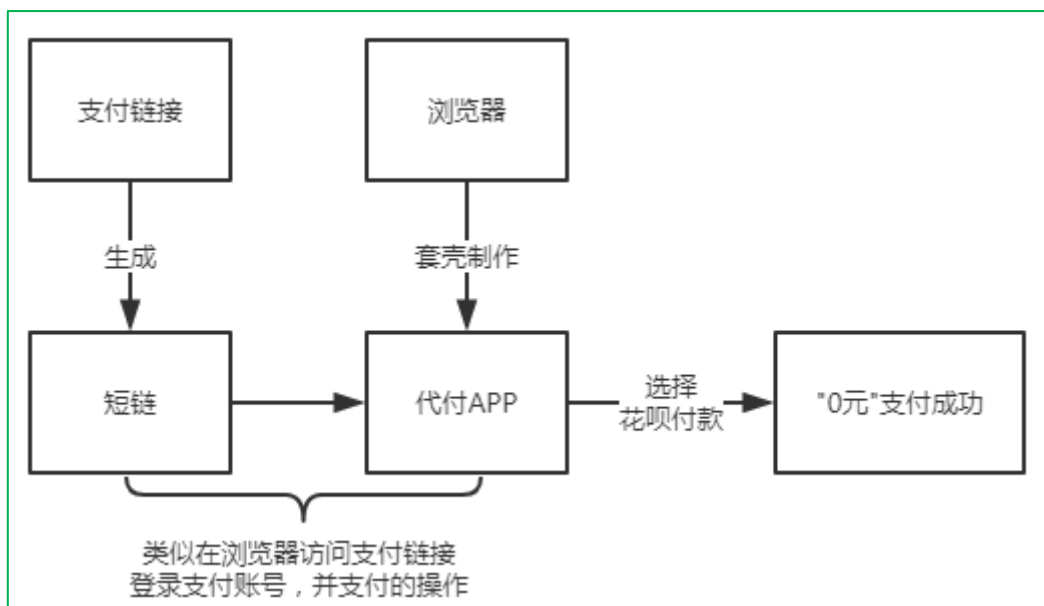 支付链接
浏览器
生成
套壳制作
短链
代付APP
选择
花呗付款
"0元"支付成功
类似在浏览器访问支付链接
登录支付账号，并支付的操作